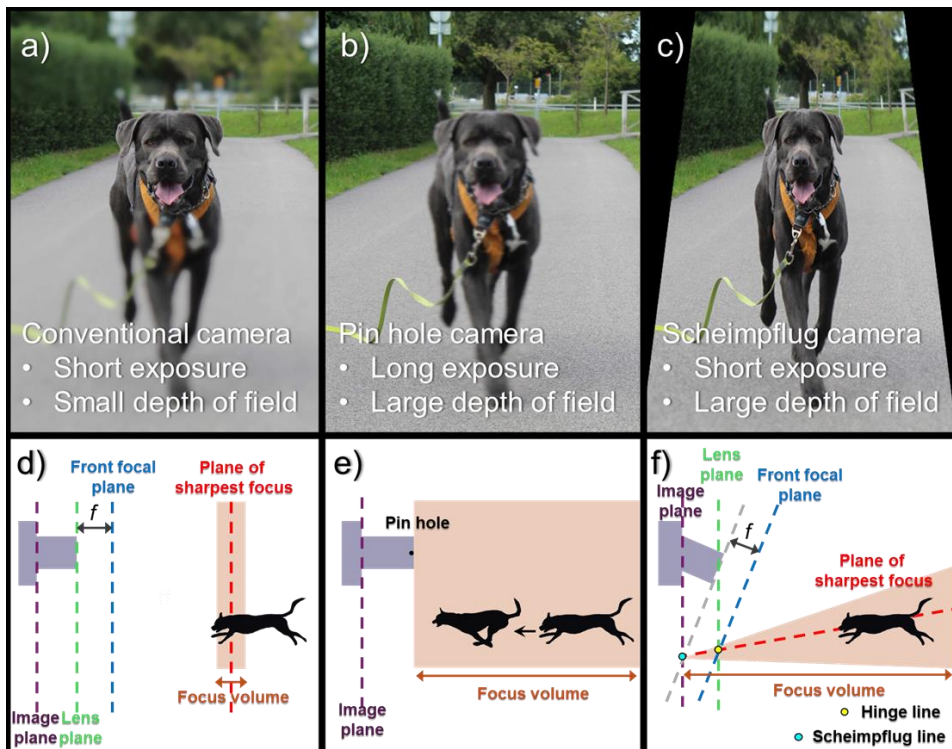 a)
Conventional camera
• Short exposure
• Small depth of field
b)
Pin hole camera
• Long exposure
• Large depth of field
c)
Scheimpflug camera
• Short exposure
• Large depth of field
d)
Front focal
plane
Plane of
sharpest focus
f
Focus volume
Image
plane
Lens
plane
e)
Pin hole
Focus volume
Image
plane
f)
Lens
plane
Image
plane
Front focal
plane
f
Plane of
sharpest focus
Focus volume
Hinge line
Scheimpflug line